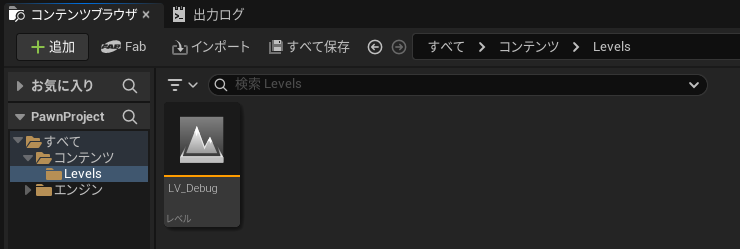 コンテンツブラウザ × 出力ログ
追加 Fab インポート すべて保存 すべて > コンテンツ > Levels
お気に入り
検索 Levels
PawnProject
すべて
コンテンツ
Levels
エンジン
LV_Debug
レベル